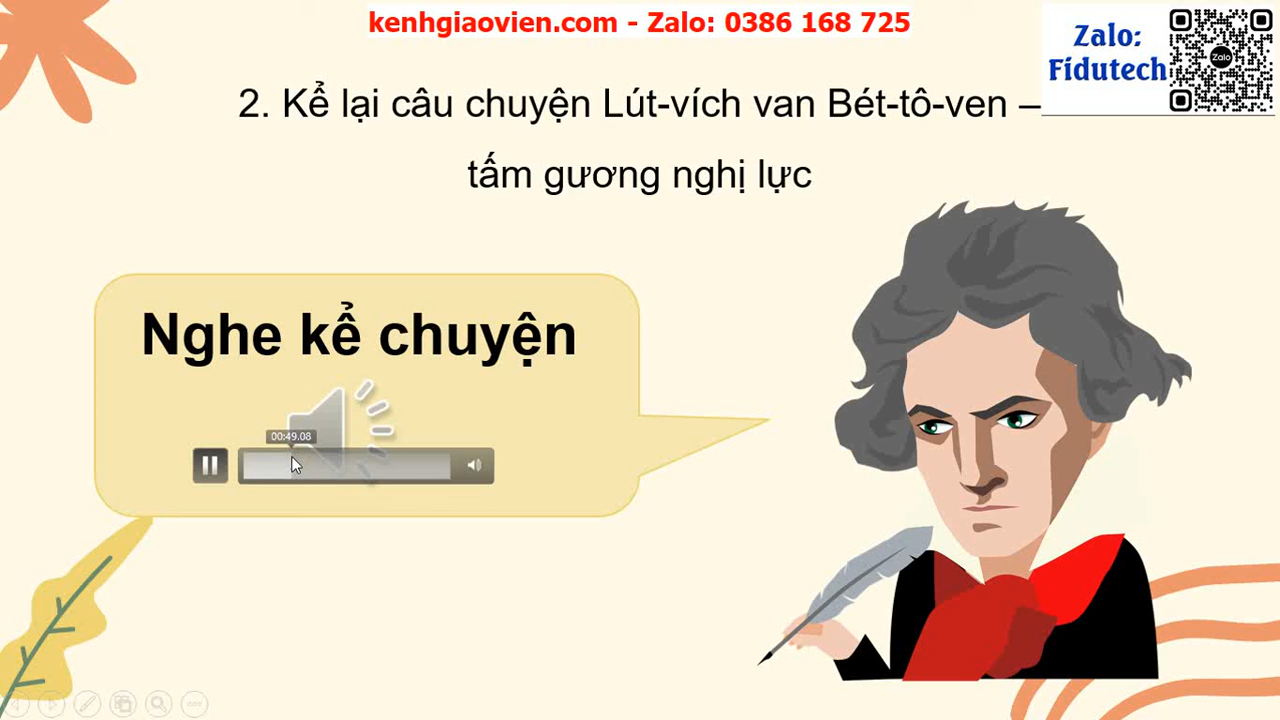 kenhgiaovien.com - Zalo: 0386 168 725
Zalo:
Fidutech
Zalo
2. Kể lại câu chuyện Lút-vích van Bét-tô-ven –
tấm gương nghị lực
Nghe kể chuyện
00:49.08